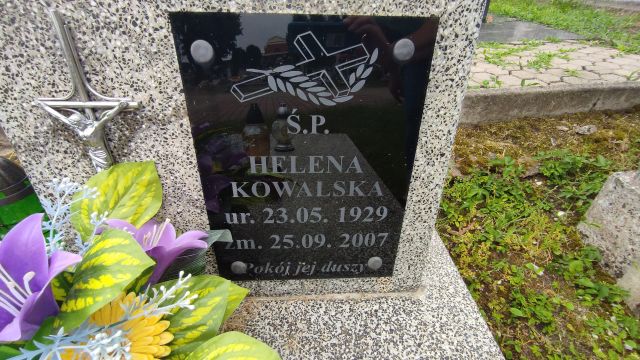 Ś.P.
HELENA
KOWALSKA
ur. 23.05. 1929
zm. 25.09. 2007
Pokój jej duszy